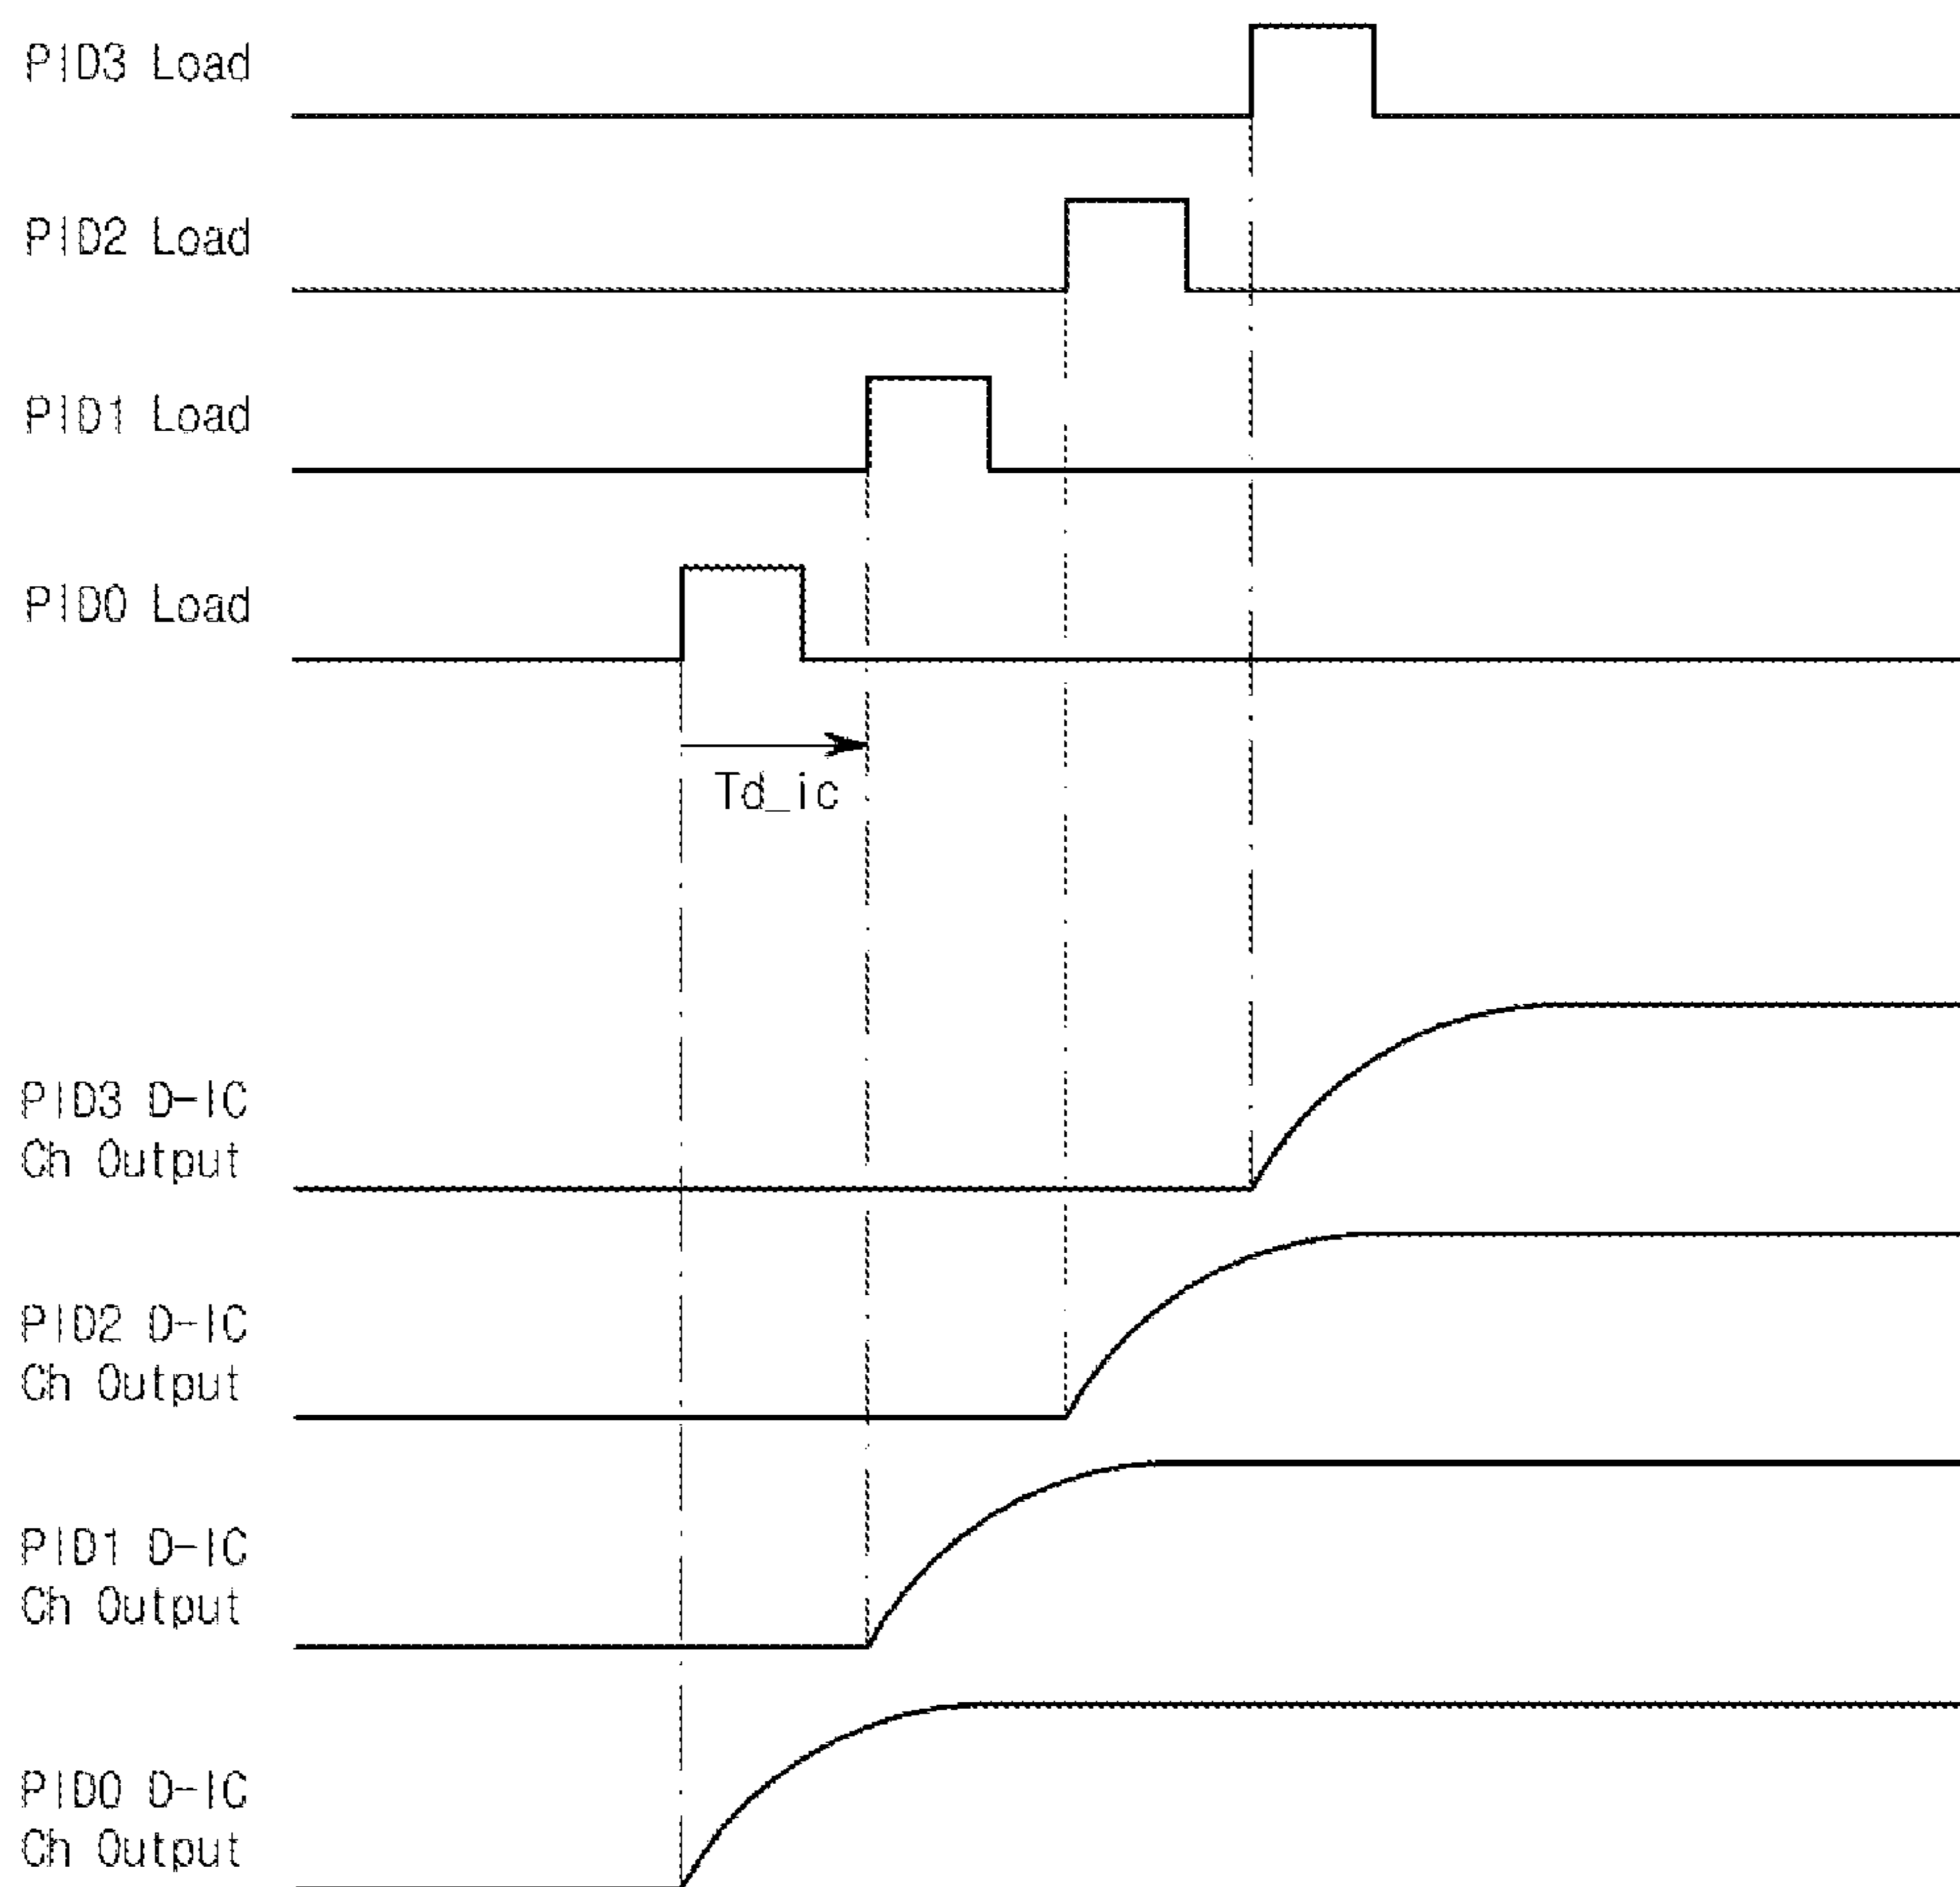 PID3 Load
PID2 Load
PID1 Load
PID0 Load
Td_ic
PID3 D-IC
Ch Output
PID2 D-IC
Ch Output
PID1 D-IC
Ch Output
PID0 D-IC
Ch Output